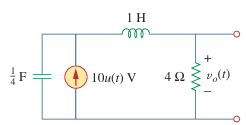 1 H
1/4 F
10u(t) V
4 Ω
+
v_o(t)
−